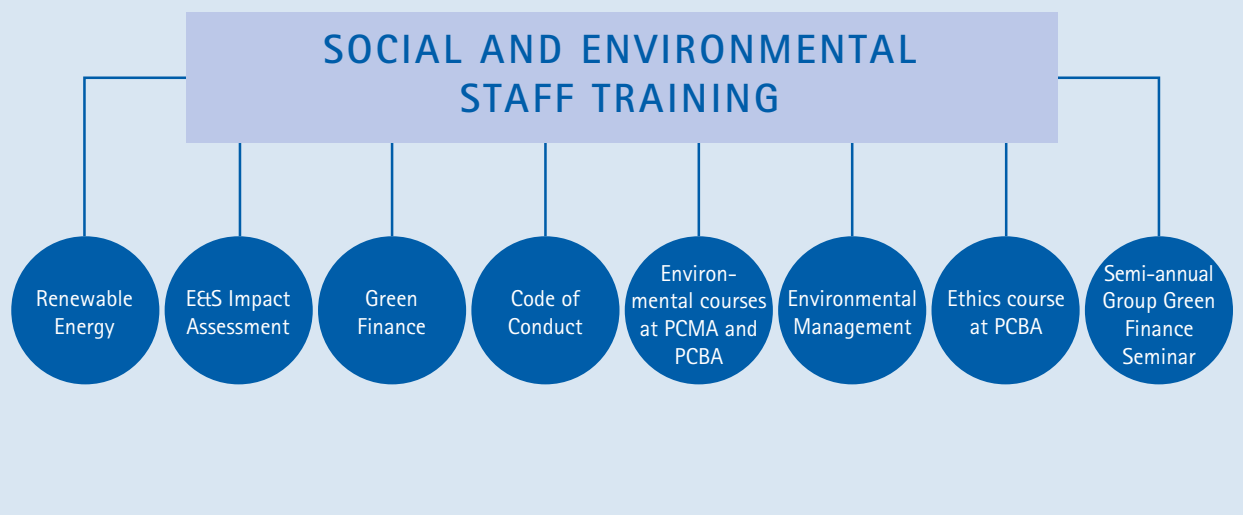 SOCIAL AND ENVIRONMENTAL
STAFF TRAINING
Renewable
Energy
E&S Impact
Assessment
Green
Finance
Code of
Conduct
Environ-
mental courses
at PCMA and
PCBA
Environmental
Management
Ethics course
at PCBA
Semi-annual
Group Green
Finance
Seminar